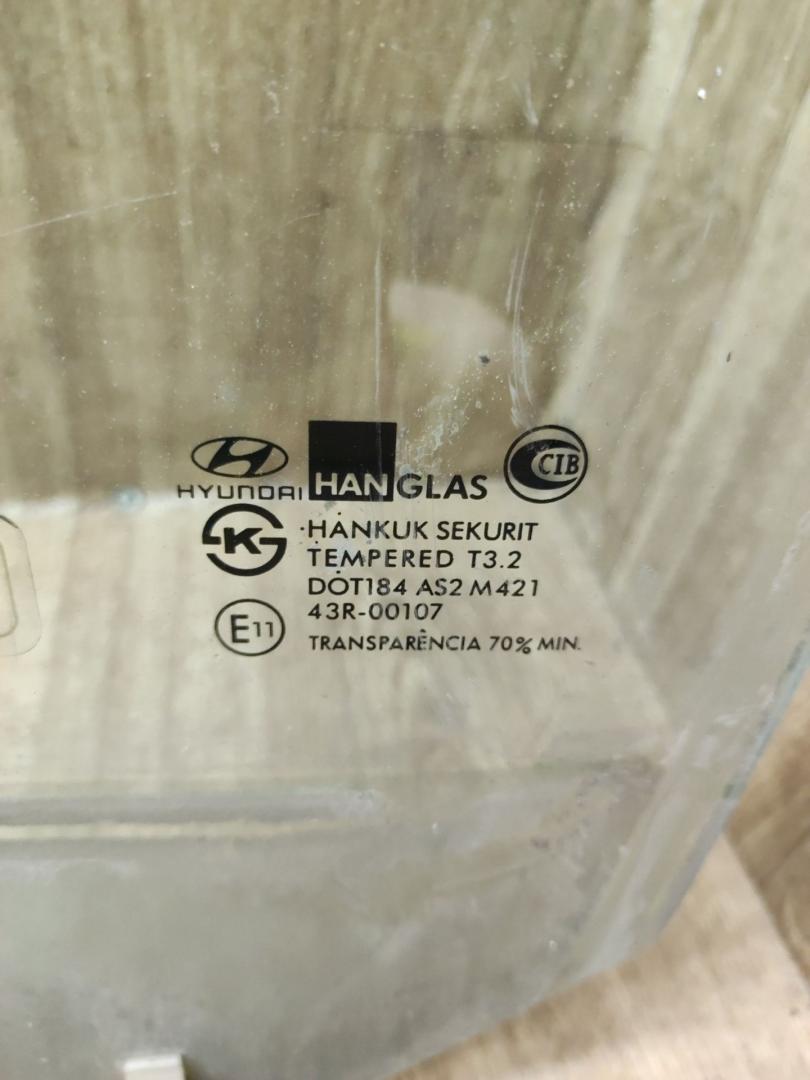 HYUNDAI HANGLAS CIB
K
HANKUK SEKURIT
TEMPERED T3.2
DOT184 AS2 M421
43R-00107
E11
TRANSPARÊNCIA 70% MIN.